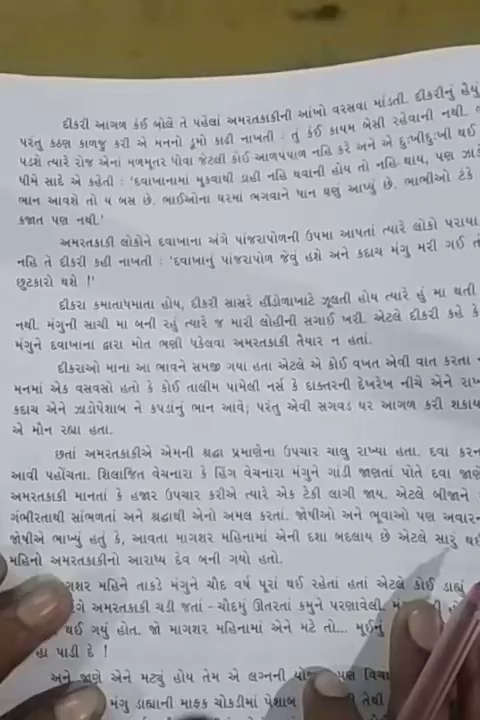 દીકરી આગળ કંઈ બોલે તે પહેલાં અમરતકાકીની આંખો વરસવા માંડતી. દીકરીનું હૈયું
પરંતુ કઠણ કાળજુ કરી એ મનનો ડૂમો કાઢી નાખતી : તું કંઈ કાયમ બેસી રહેવાની નથી.
પડશે ત્યારે રોજ એનાં મળમૂતર ધોવા જેટલી કોઈ આળપંપાળ નહિ કરે અને એ દુઃખીદુઃખી થઈ
ધીમે સાદે એ કહેતી : 'દવાખાનામાં મૂકવાથી ડાહી નહિ થવાની હોય તો નહિ થાય, પણ ઝાડો
ભાન આવશે તો ય બસ છે. ભાઈઓના ઘરમાં ભગવાને ધાન ઘણું આપ્યું છે. ભાભીઓ ટંકે
કજાત પણ નથી.'
અમરતકાકી લોકોને દવાખાના અંગે પાંજરાપોળની ઉપમા આપતાં ત્યારે લોકો પરાયા
નહિ તે દીકરી કહી નાખતી : 'દવાખાનું પાંજરાપોળ જેવું હશે અને કદાચ મંગુ મરી ગઈ તો
છુટકારો થશે !'
દીકરા કમાતાધમાતા હોય, દીકરી સાસરે હીંડોળાખાટે ઝૂલતી હોય ત્યારે હું મા થતી
નથી. મંગુની સાચી મા બની રહું ત્યારે જ મારી લોહીની સગાઈ ખરી. એટલે દીકરી કહે કે
મંગુને દવાખાના દ્વારા મોત ભણી ધકેલવા અમરતકાકી તૈયાર ન હતાં.
દીકરાઓ માના આ ભાવને સમજી ગયા હતા એટલે એ કોઈ વખત એવી વાત કરતા
મનમાં એક વસવસો હતો કે કોઈ તાલીમ પામેલી નર્સ કે દાક્તરની દેખરેખ નીચે એને રાખ
કદાચ એને ઝાડોપેશાબ ને કપડાંનું ભાન આવે; પરંતુ એવી સગવડ ઘર આગળ કરી શકાય
એ મૌન રહ્યા હતા.
છતાં અમરતકાકીએ એમની શ્રદ્ધા પ્રમાણેના ઉપચાર ચાલુ રાખ્યા હતા. દવા કરન
આવી પહોંચતા. શિલાજિત વેચનારા કે હિંગ વેચનારા મંગુને ગાંડી જાણતાં પોતે દવા જાણે
અમરતકાકી માનતાં કે હજાર ઉપચાર કરીએ ત્યારે એક ટેકી લાગી જાય. એટલે બીજાને
ગંભીરતાથી સાંભળતાં અને શ્રદ્ધાથી એનો અમલ કરતાં. જોષીઓ અને ભૂવાઓ પણ અવારન
જોષીએ ભાખ્યું હતું કે, આવતા માગશર મહિનામાં એની દશા બદલાય છે એટલે સારું થઈ
મહિનો અમરતકાકીનો આરાધ્ય દેવ બની ગયો હતો.
ગશર મહિને તાકડે મંગુને ચૌદ વર્ષ પૂરાં થઈ રહેતાં હતાં એટલે કોઈ ડાહ્યું
ગે અમરતકાકી ચડી જતાં - ચૌદમું ઊતરતાં કમુને પરણાવેલી.
થઈ ગયું હોત. જો માગશર મહિનામાં એને મટે તો... મૂઈનું
હા પાડી દે !
અને જાણે એને મટવું હોય તેમ એ લગ્નની પણ વિચા
મંગુ ડાહ્યાની માફક ચોકડીમાં પેશાબ તેથી